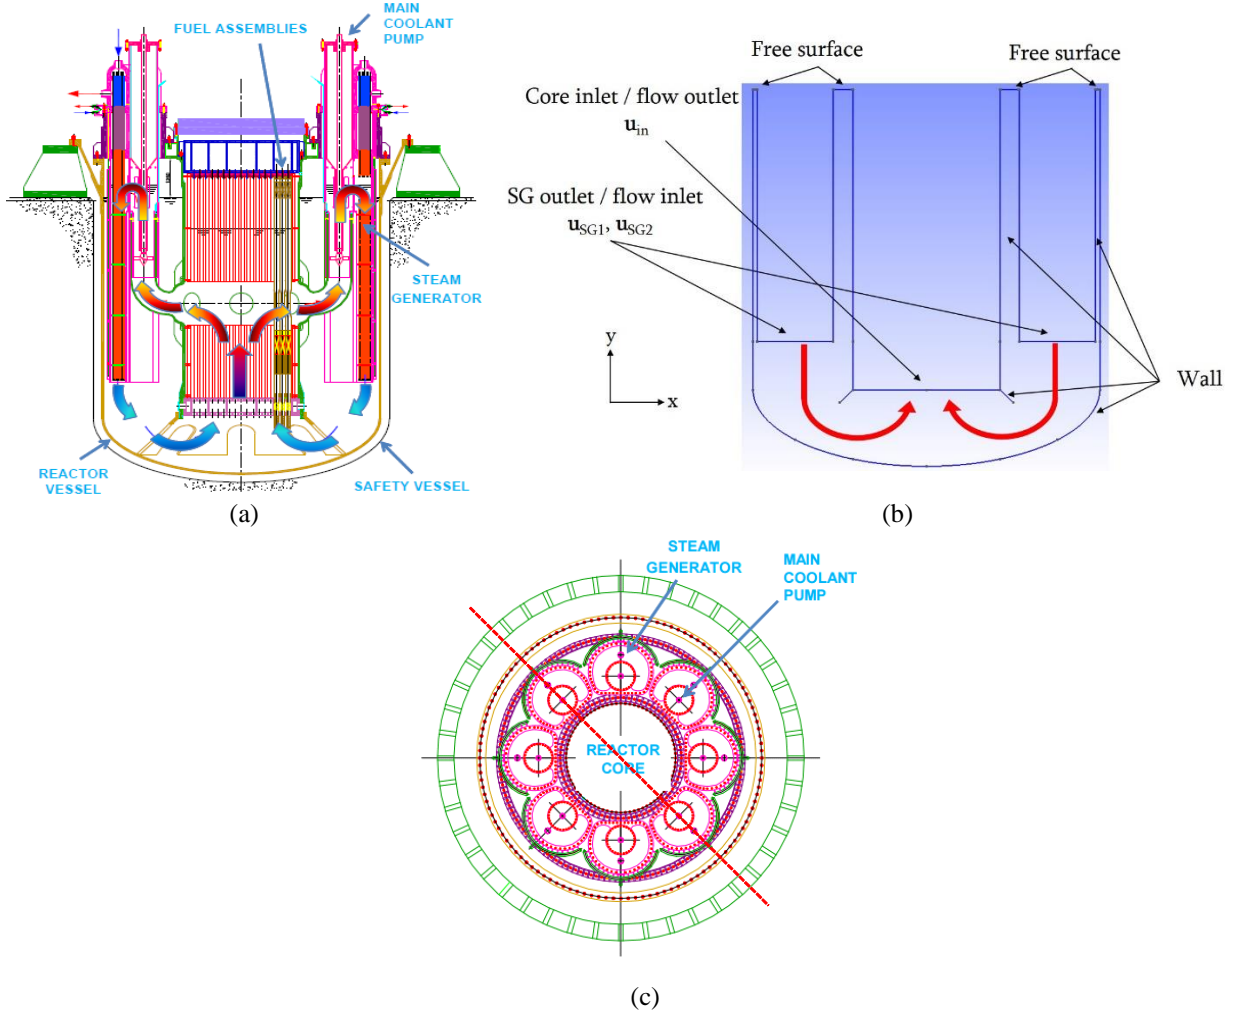 FUEL ASSEMBLIES
MAIN
COOLANT
PUMP
STEAM
GENERATOR
REACTOR
VESSEL
SAFETY VESSEL
(a)
Free surface
Free surface
Core inlet / flow outlet
u_in
SG outlet / flow inlet
u_SG1, u_SG2
y
x
Wall
(b)
STEAM
GENERATOR
MAIN
COOLANT
PUMP
REACTOR
CORE
(c)